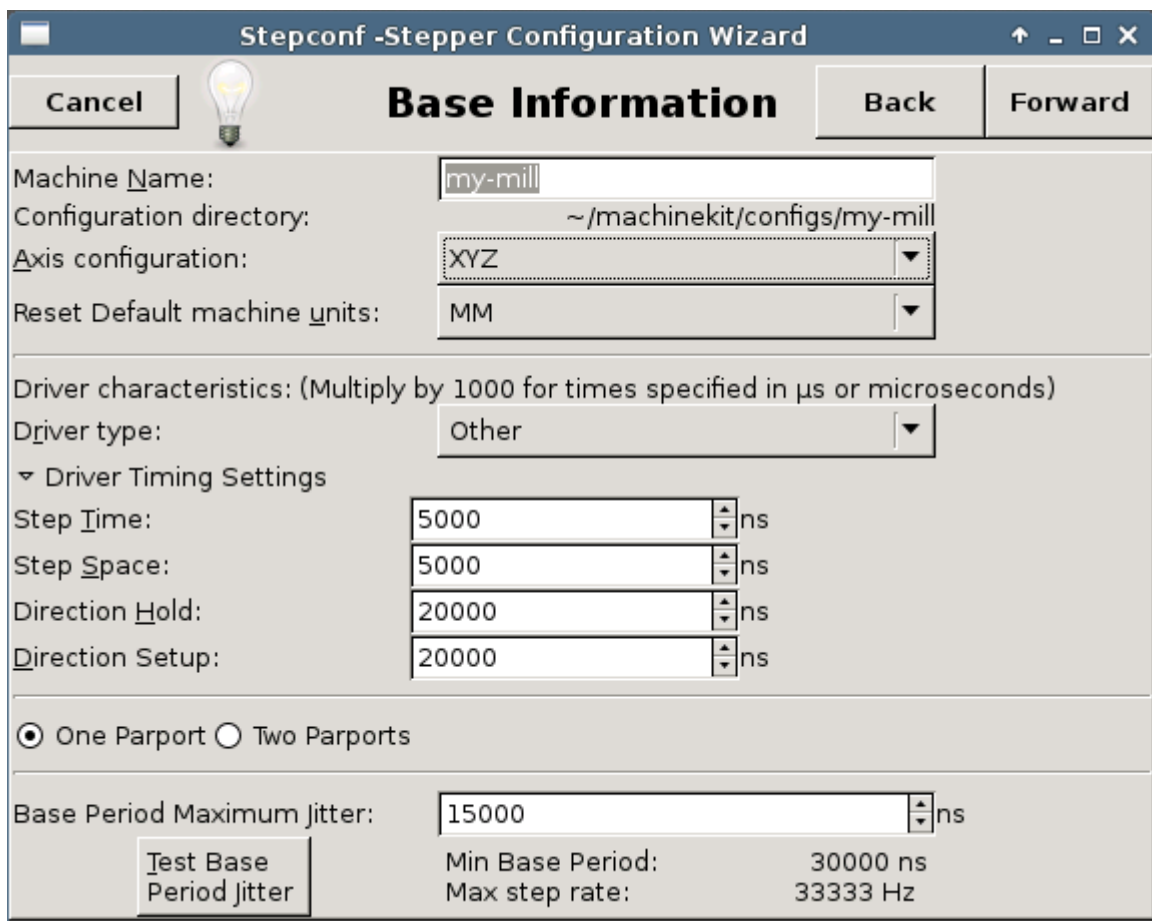 Stepconf -Stepper Configuration Wizard
Cancel Base Information Back Forward
Machine Name: my-mill
Configuration directory: ~/machinekit/configs/my-mill
Axis configuration: XYZ
Reset Default machine units: MM
Driver characteristics: (Multiply by 1000 for times specified in µs or microseconds)
Driver type: Other
Driver Timing Settings
Step Time: 5000 ns
Step Space: 5000 ns
Direction Hold: 20000 ns
Direction Setup: 20000 ns
One Parport Two Parports
Base Period Maximum Jitter: 15000 ns
Test Base Period Jitter
Min Base Period: 30000 ns
Max step rate: 33333 Hz